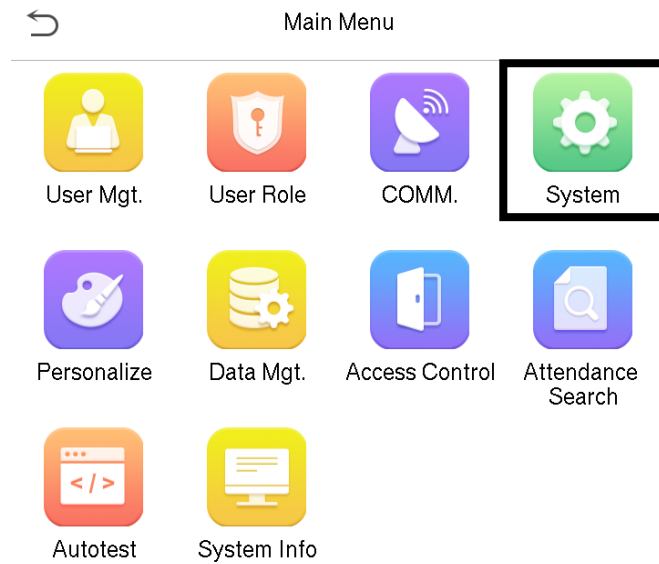 Main Menu
User Mgt.
User Role
COMM.
System
Personalize
Data Mgt.
Access Control
Attendance
Search
</>
Autotest
System Info